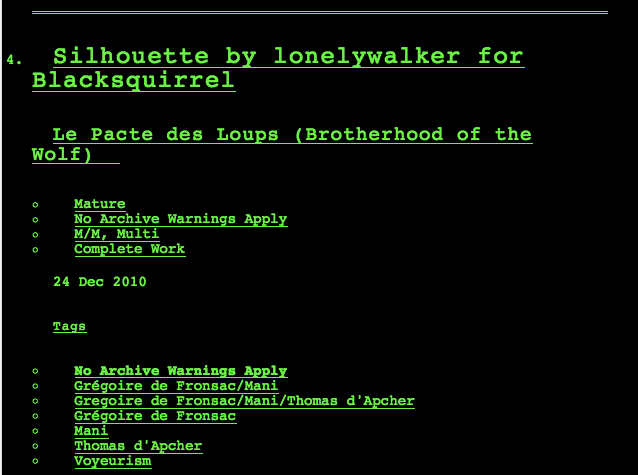 4. Silhouette by lonelywalker for
Blacksquirrel
Le Pacte des Loups (Brotherhood of the
Wolf)
Mature
No Archive Warnings Apply
M/M, Multi
Complete Work
24 Dec 2010
Tags
No Archive Warnings Apply
Grégoire de Fronsac/Mani
Gregoire de Fronsac/Mani/Thomas d'Apcher
Grégoire de Fronsac
Mani
Thomas d'Apcher
Voyeurism